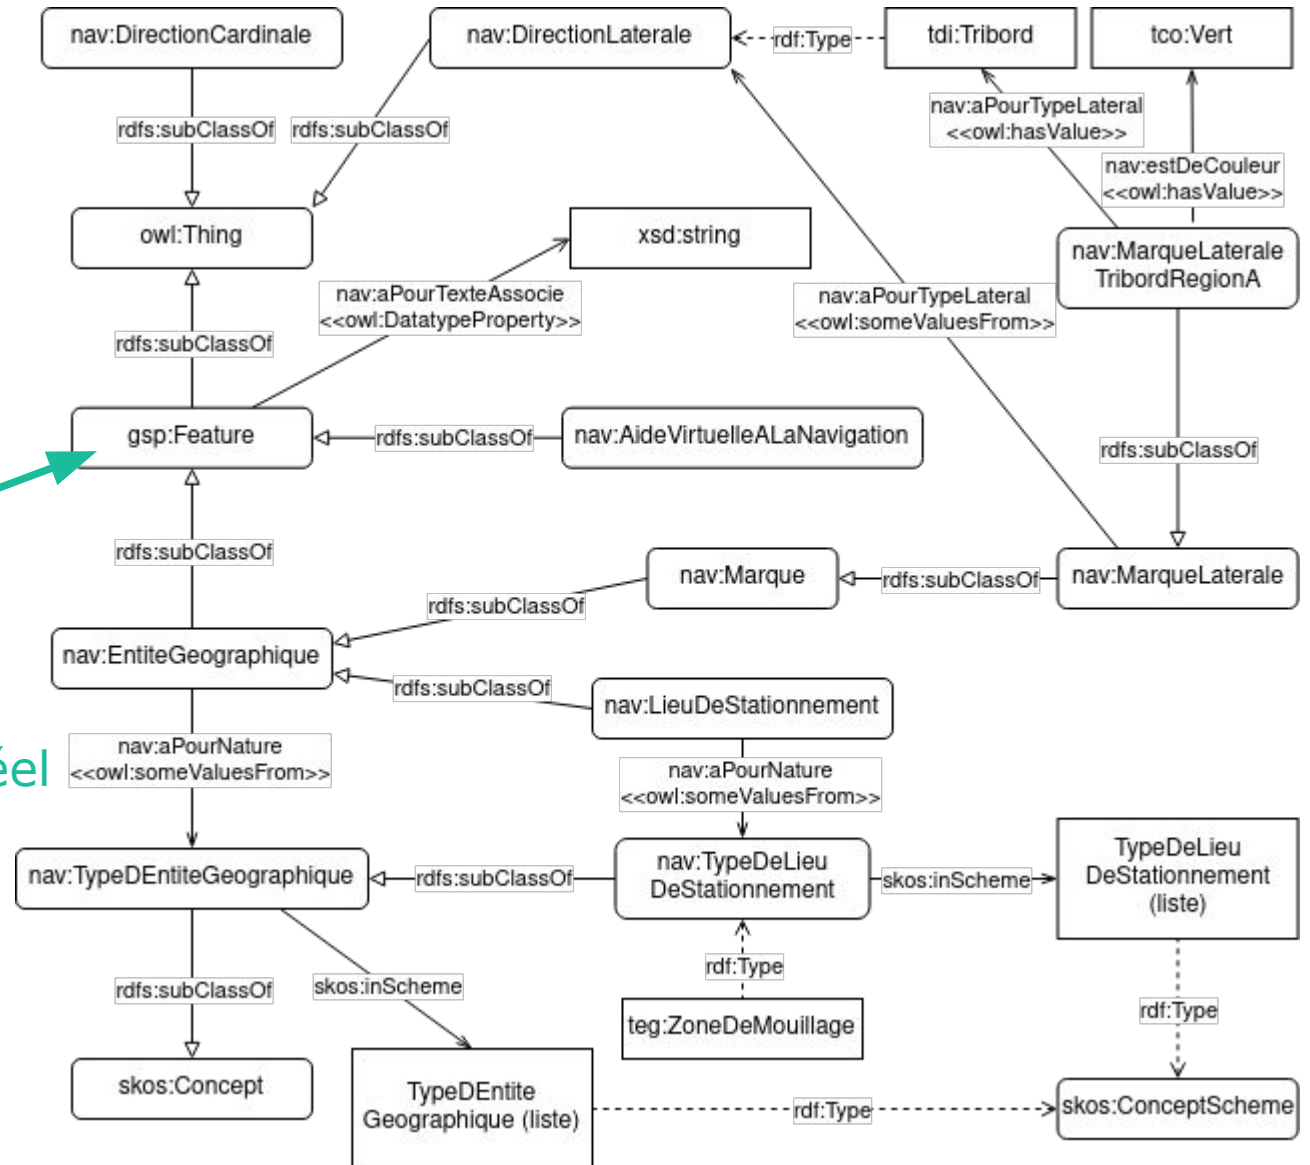 nav:DirectionCardinale
nav:DirectionLaterale
rdf:Type
tdi:Tribord
tco:Vert
rdfs:subClassOf
rdfs:subClassOf
nav:aPourTypeLateral
<<owl:hasValue>>
nav:estDeCouleur
<<owl:hasValue>>
owl:Thing
xsd:string
nav:MarqueLaterale
TribordRegionA
nav:aPourTexteAssocie
<<owl:DatatypeProperty>>
nav:aPourTypeLateral
<<owl:someValuesFrom>>
rdfs:subClassOf
gsp:Feature
rdfs:subClassOf
nav:AideVirtuelleALaNavigation
rdfs:subClassOf
rdfs:subClassOf
nav:Marque
rdfs:subClassOf
nav:MarqueLaterale
rdfs:subClassOf
nav:EntiteGeographique
rdfs:subClassOf
nav:LieuDeStationnement
éel
nav:aPourNature
<<owl:someValuesFrom>>
nav:aPourNature
<<owl:someValuesFrom>>
nav:TypeDEntiteGeographique
rdfs:subClassOf
nav:TypeDeLieu
DeStationnement
skos:inScheme
TypeDeLieu
DeStationnement
(liste)
rdfs:subClassOf
skos:inScheme
rdf:Type
rdf:Type
teg:ZoneDeMouillage
skos:Concept
TypeDEntite
Geographique (liste)
rdf:Type
skos:ConceptScheme